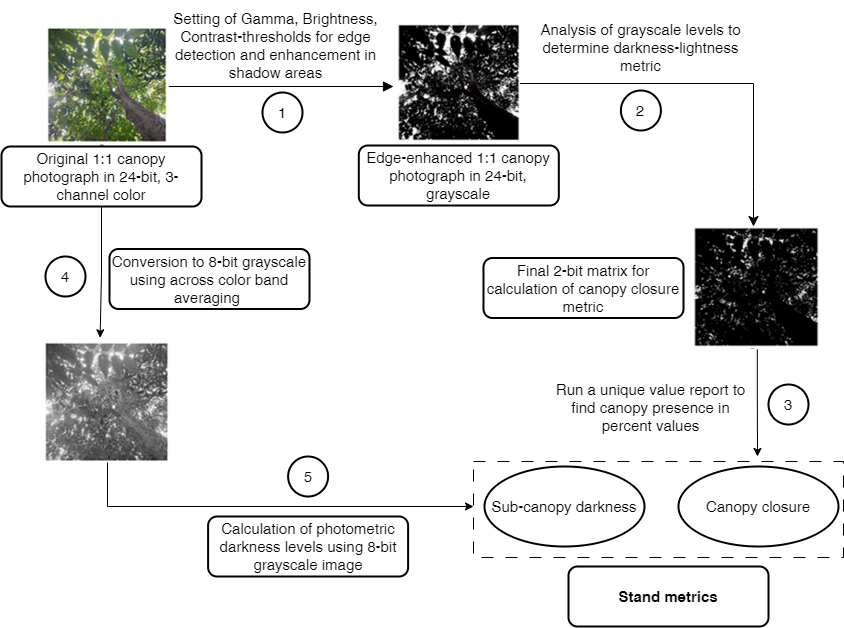 Setting of Gamma, Brightness,
Contrast-thresholds for edge
detection and enhancement in
shadow areas
1
Analysis of grayscale levels to
determine darkness-lightness
metric
2
Original 1:1 canopy
photograph in 24-bit, 3-
channel color
Edge-enhanced 1:1 canopy
photograph in 24-bit,
grayscale
4
Conversion to 8-bit grayscale
using across color band
averaging
Final 2-bit matrix for
calculation of canopy closure
metric
Run a unique value report to
find canopy presence in
percent values
3
5
Calculation of photometric
darkness levels using 8-bit
grayscale image
Sub-canopy darkness
Canopy closure
Stand metrics